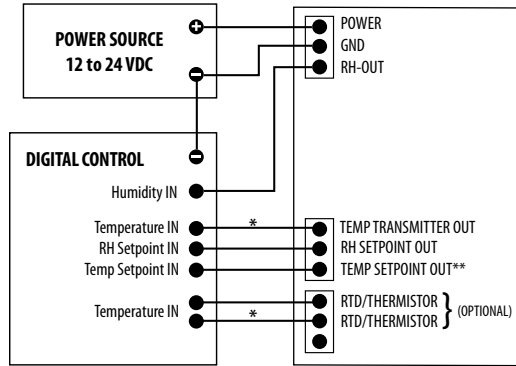 POWER SOURCE
12 to 24 VDC
+
−
POWER
GND
RH-OUT
DIGITAL CONTROL
−
Humidity IN
Temperature IN
*
TEMP TRANSMITTER OUT
RH Setpoint IN
RH SETPOINT OUT
Temp Setpoint IN
TEMP SETPOINT OUT**
Temperature IN
*
RTD/THERMISTOR
RTD/THERMISTOR
} (OPTIONAL)